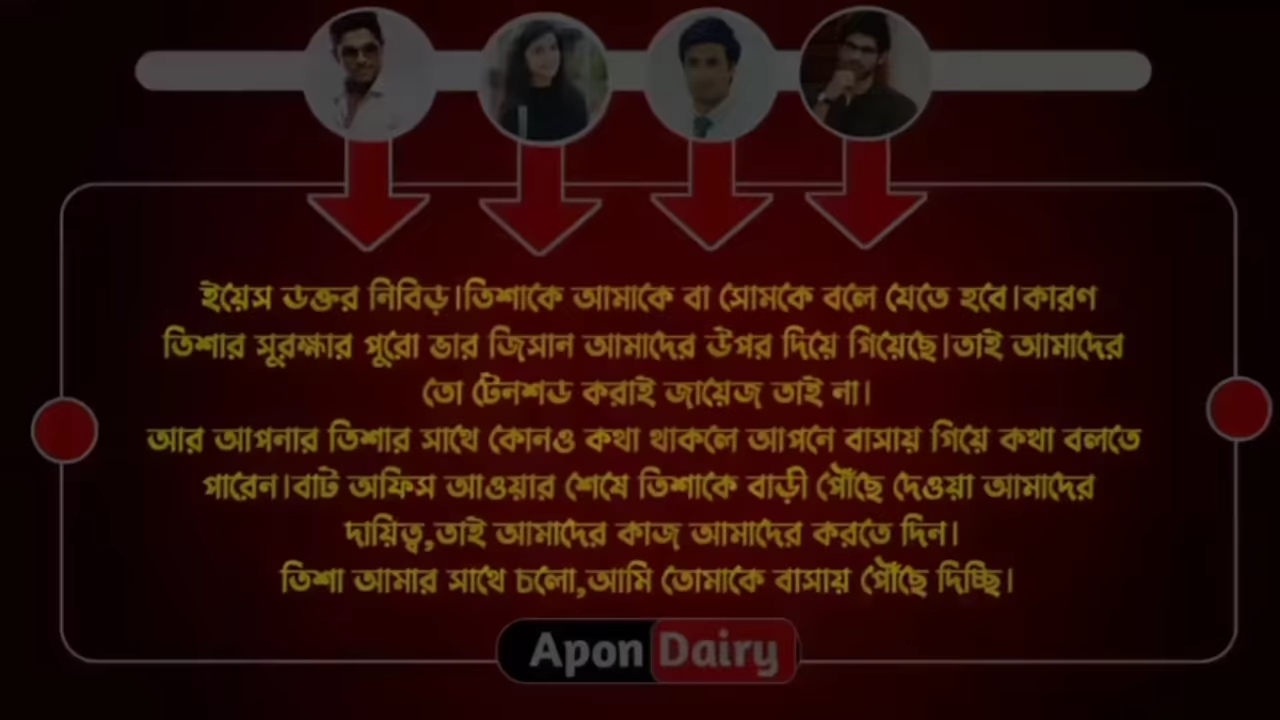 ইয়েস ডক্তর নিবিড়।তিশাকে আমাকে বা সোমকে বলে যেতে হবে।কারণ
তিশার সুরক্ষার পুরো ভার জিসান আমাদের উপর দিয়ে গিয়েছে।তাই আমাদের
তো টেনশড করাই জায়েজ তাই না।
আর আপনার তিশার সাথে কোনও কথা থাকলে আপনে বাসায় গিয়ে কথা বলতে
পারেন।বাট অফিস আওয়ার শেষে তিশাকে বাড়ী পৌঁছে দেওয়া আমাদের
দায়িত্ব,তাই আমাদের কাজ আমাদের করতে দিন।
তিশা আমার সাথে চলো,আমি তোমাকে বাসায় পৌঁছে দিচ্ছি।
Apon Dairy